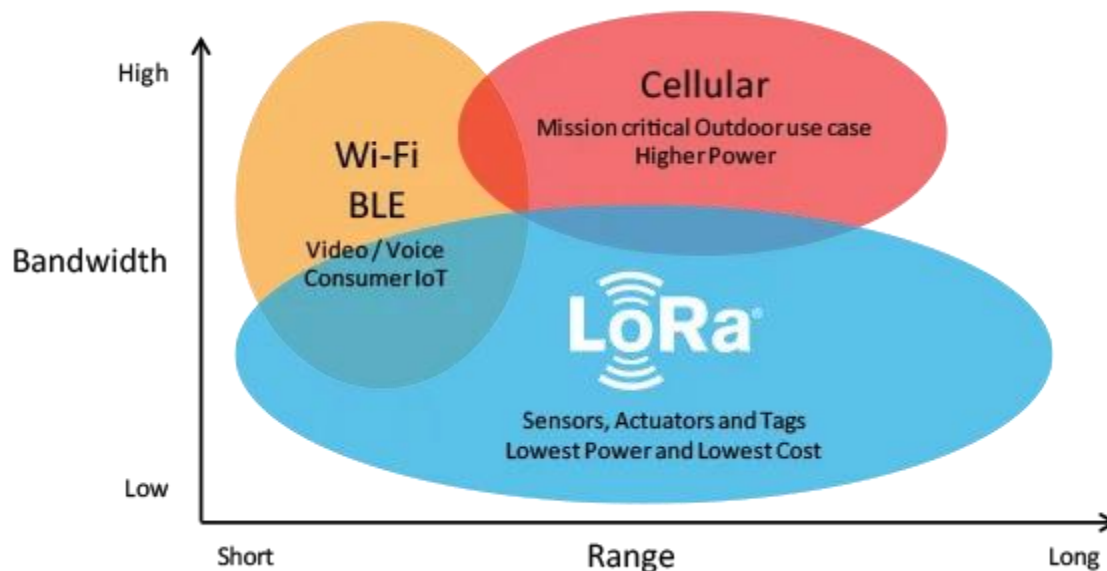 High
Cellular
Mission critical Outdoor use case
Higher Power
Wi-Fi
BLE
Video / Voice
Consumer IoT
Bandwidth
LoRa®
Sensors, Actuators and Tags
Lowest Power and Lowest Cost
Low
Short
Range
Long